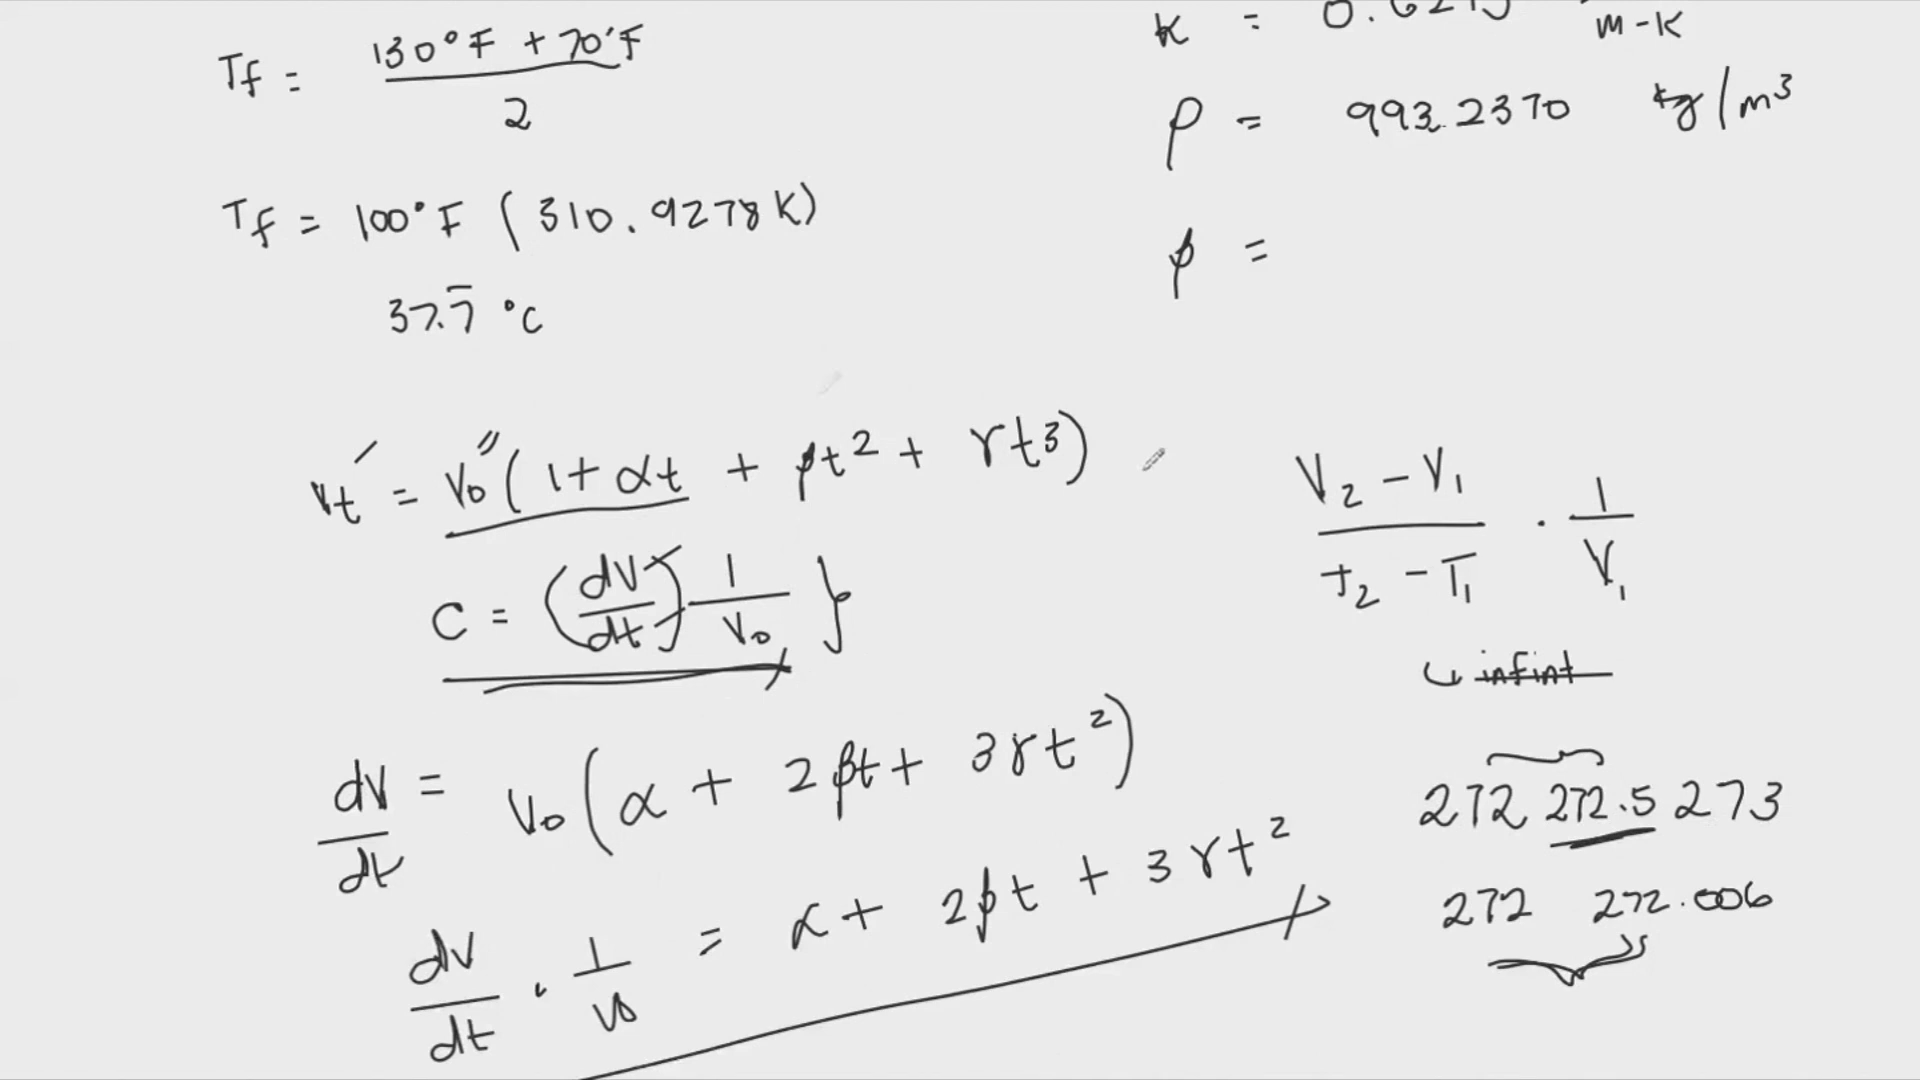 Tf = (130°F + 70°F) / 2
Tf = 100°F (310.9278K)
37.7̅ °C
k = 0.621
m-K
ρ = 993.2370 kg/m³
β =
Vt = V₀ (1 + αt + βt² + γt³)
C = (dV/dt) 1/V₀ }
dV/dt = V₀ (α + 2βt + 3γt²)
dV/dt · 1/V₀ = α + 2βt + 3γt²
(V₂ - V₁) / (T₂ - T₁) · 1/V₁
↳ infint
272 272.5 273
272 272.006